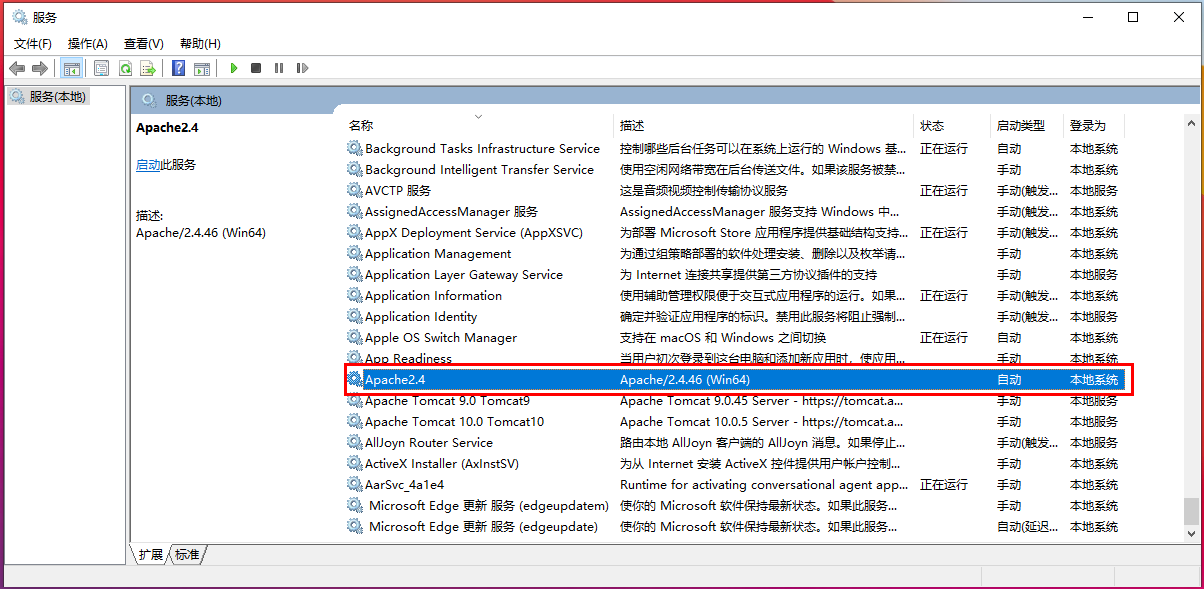 服务
文件(F) 操作(A) 查看(V) 帮助(H)
服务(本地)
服务(本地)
Apache2.4
启动此服务
描述:
Apache/2.4.46 (Win64)
名称 描述 状态 启动类型 登录为
Background Tasks Infrastructure Service 控制哪些后台任务可以在系统上运行的 Windows 基... 正在运行 自动 本地系统
Background Intelligent Transfer Service 使用空闲网络带宽在后台传送文件。如果该服务被禁... 手动 本地系统
AVCTP 服务 这是音频视频控制传输协议服务 正在运行 手动(触发... 本地服务
AssignedAccessManager 服务 AssignedAccessManager 服务支持 Windows 中... 手动(触发... 本地系统
AppX Deployment Service (AppXSVC) 为部署 Microsoft Store 应用程序提供基础结构支持... 正在运行 手动(触发... 本地系统
Application Management 为通过组策略部署的软件处理安装、删除以及枚举请... 手动 本地系统
Application Layer Gateway Service 为 Internet 连接共享提供第三方协议插件的支持 手动 本地服务
Application Information 使用辅助管理权限便于交互式应用程序的运行。如果... 正在运行 手动(触发... 本地系统
Application Identity 确定并验证应用程序的标识。禁用此服务将阻止强制... 手动(触发... 本地服务
Apple OS Switch Manager 支持在 macOS 和 Windows 之间切换 正在运行 自动 本地系统
App Readiness 当用户初次登录到这台电脑和添加新应用时，使应用... 手动 本地系统
Apache2.4 Apache/2.4.46 (Win64) 自动 本地系统
Apache Tomcat 9.0 Tomcat9 Apache Tomcat 9.0.45 Server - https://tomcat.a... 手动 本地服务
Apache Tomcat 10.0 Tomcat10 Apache Tomcat 10.0.5 Server - https://tomcat.a... 手动 本地服务
AllJoyn Router Service 路由本地 AllJoyn 客户端的 AllJoyn 消息。如果停止... 手动(触发... 本地服务
ActiveX Installer (AxInstSV) 为从 Internet 安装 ActiveX 控件提供用户帐户控制... 手动 本地系统
AarSvc_4a1e4 Runtime for activating conversational agent app... 正在运行 手动 本地系统
Microsoft Edge 更新 服务 (edgeupdatem) 使你的 Microsoft 软件保持最新状态。如果此服务... 手动 本地系统
Microsoft Edge 更新 服务 (edgeupdate) 使你的 Microsoft 软件保持最新状态。如果此服务... 自动(延迟... 本地系统
扩展 标准